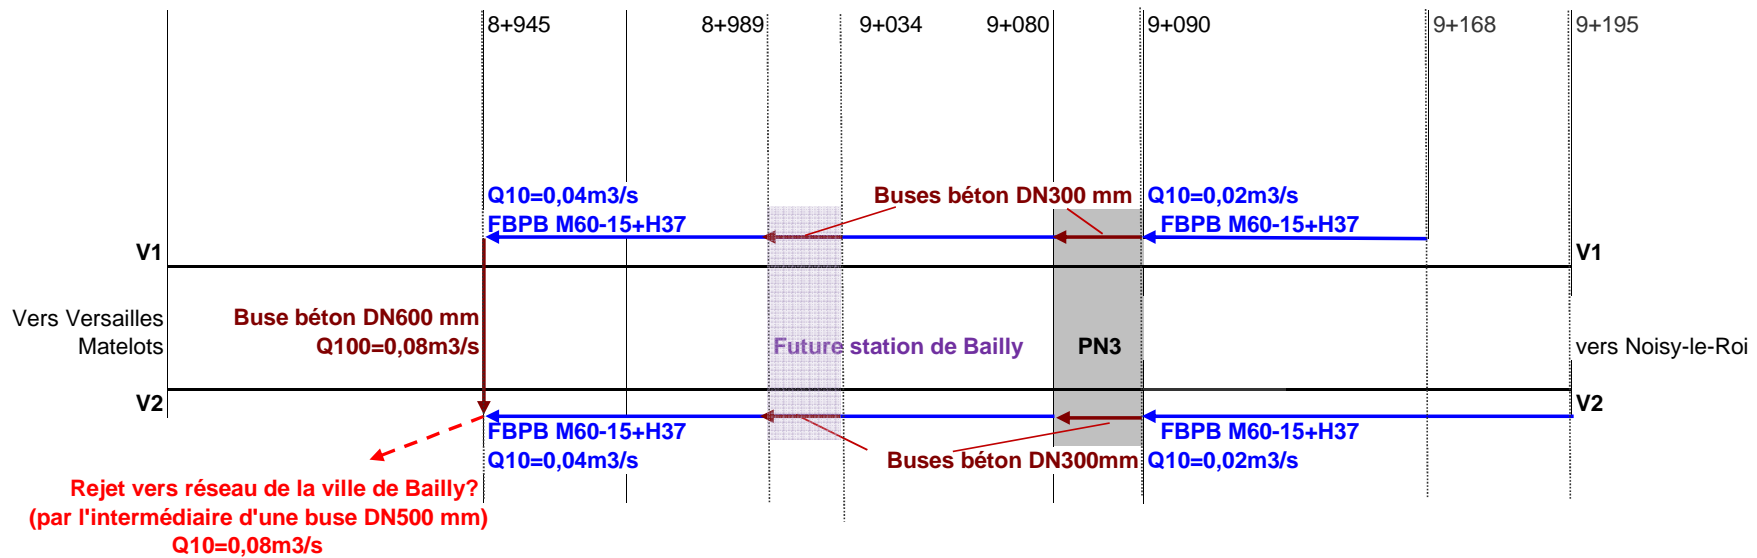 8+945
8+989
9+034
9+080
9+090
9+168
9+195
Q10=0,04m3/s
Buses béton DN300 mm
Q10=0,02m3/s
FBPB M60-15+H37
FBPB M60-15+H37
V1
V1
Vers Versailles
Matelots
Buse béton DN600 mm
Q100=0,08m3/s
Future station de Bailly
PN3
vers Noisy-le-Roi
V2
V2
FBPB M60-15+H37
FBPB M60-15+H37
Q10=0,04m3/s
Buses béton DN300mm
Q10=0,02m3/s
Rejet vers réseau de la ville de Bailly?
(par l'intermédiaire d'une buse DN500 mm)
Q10=0,08m3/s